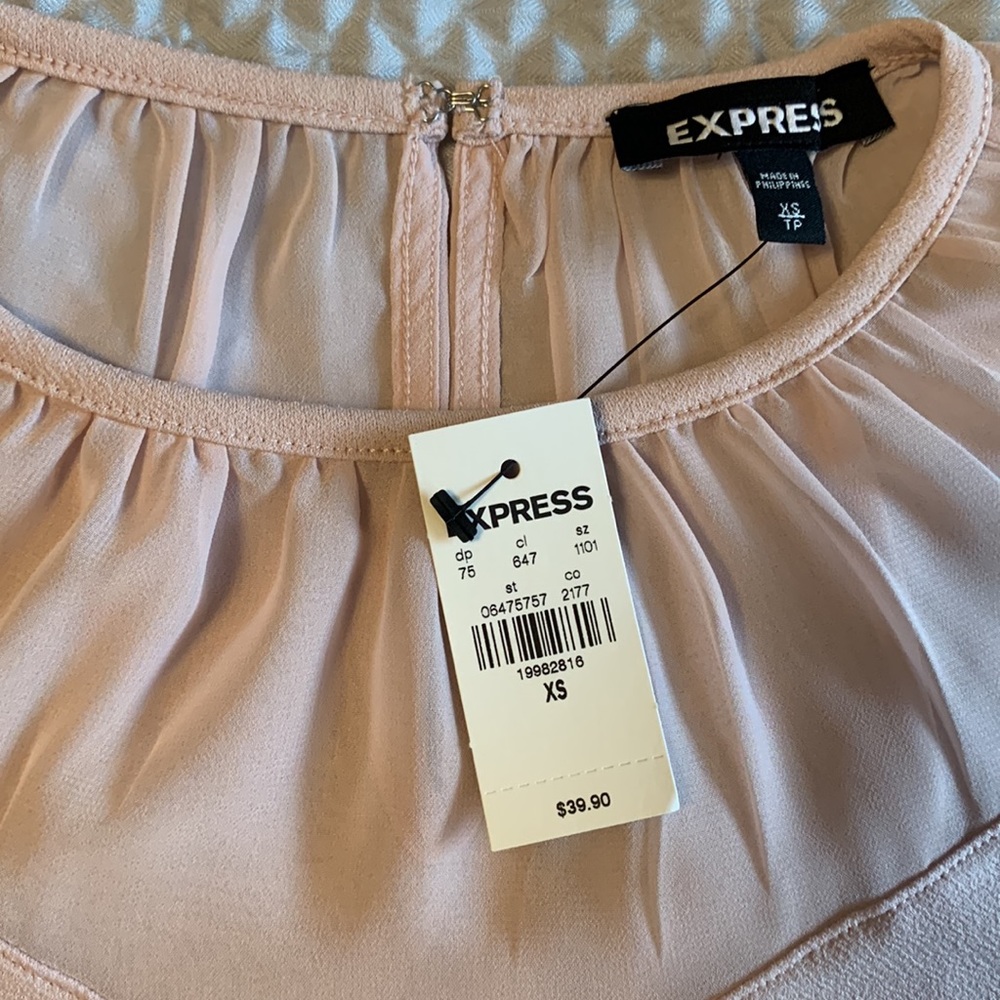 EXPRESS
MADE IN
PHILIPPINES
XS
TP
EXPRESS
dp cl sz
75 647 1101
st co
06475757 2177
19982816
XS
$39.90